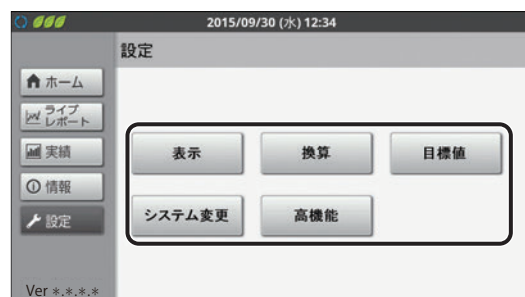 2015/09/30 (水) 12:34
設定
ホーム
ライブ
レポート
実績
情報
設定
表示
換算
目標値
システム変更
高機能
Ver *.*.*.*